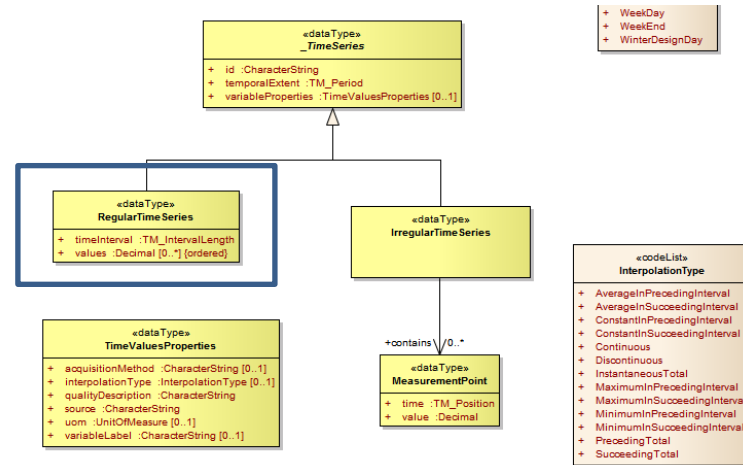 + WeekDay
+ WeekEnd
+ WinterDesignDay
«dataType»
_TimeSeries
+ id :CharacterString
+ temporalExtent :TM_Period
+ variableProperties :TimeValuesProperties [0..1]
«dataType»
RegularTimeSeries
+ timeInterval :TM_IntervalLength
+ values :Decimal [0..*] {ordered}
«dataType»
IrregularTimeSeries
+contains 0..*
«dataType»
MeasurementPoint
+ time :TM_Position
+ value :Decimal
«dataType»
TimeValuesProperties
+ acquisitionMethod :CharacterString [0..1]
+ interpolationType :InterpolationType [0..1]
+ qualityDescription :CharacterString
+ source :CharacterString
+ uom :UnitOfMeasure [0..1]
+ variableLabel :CharacterString [0..1]
«codeList»
InterpolationType
+ AverageInPrecedingInterval
+ AverageInSucceedingInterval
+ ConstantInPrecedingInterval
+ ConstantInSucceedingInterval
+ Continuous
+ Discontinuous
+ InstantaneousTotal
+ MaximumInPrecedingInterval
+ MaximumInSucceedingInterval
+ MinimumInPrecedingInterval
+ MinimumInSucceedingInterval
+ PrecedingTotal
+ SucceedingTotal